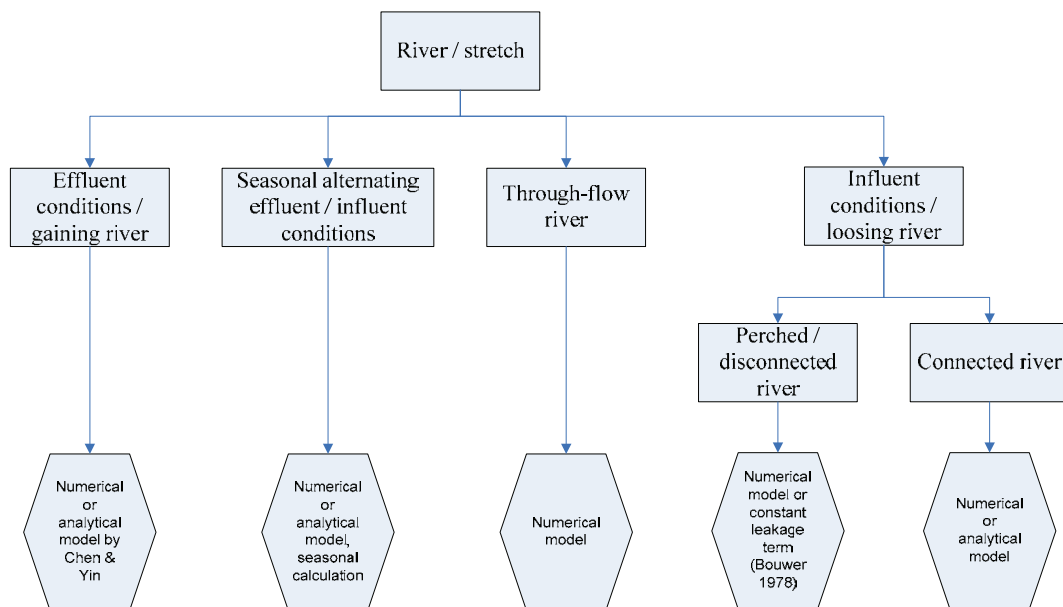 River / stretch
Effluent
conditions /
gaining river
Seasonal alternating
effluent / influent
conditions
Through-flow
river
Influent
conditions /
loosing river
Perched /
disconnected
river
Connected river
Numerical
or
analytical
model by
Chen &
Yin
Numerical
or
analytical
model,
seasonal
calculation
Numerical
model
Numerical
model or
constant
leakage
term
(Bouwer
1978)
Numerical
or
analytical
model